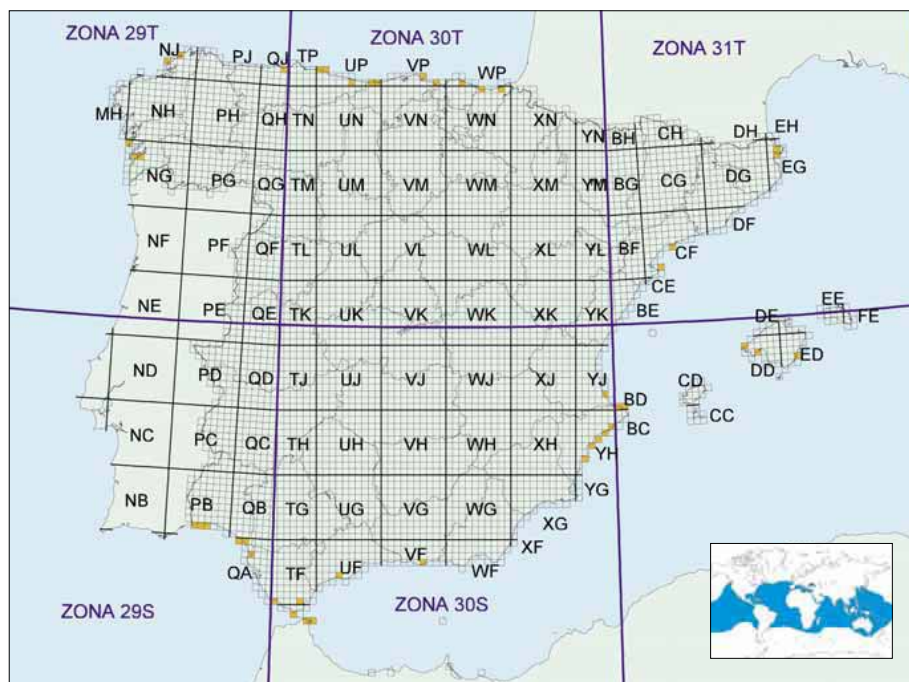 ZONA 29T ZONA 30T ZONA 31T
NJ PJ QJ TP UP VP WP
MH NH PH QH TN UN VN WN XN YN BH CH DH EH
NG PG QG TM UM VM WM XM YM BG CG DG EG
NF PF QF TL UL VL WL XL YL BF CF DF
NE PE QE TK UK VK WK XK YK BE CE DE EE FE
ND PD QD TJ UJ VJ WJ XJ YJ BD CD DD ED
NC PC QC TH UH VH WH XH YH BC CC
NB PB QB TG UG VG WG XG YG
QA TF UF VF WF XF
ZONA 29S ZONA 30S